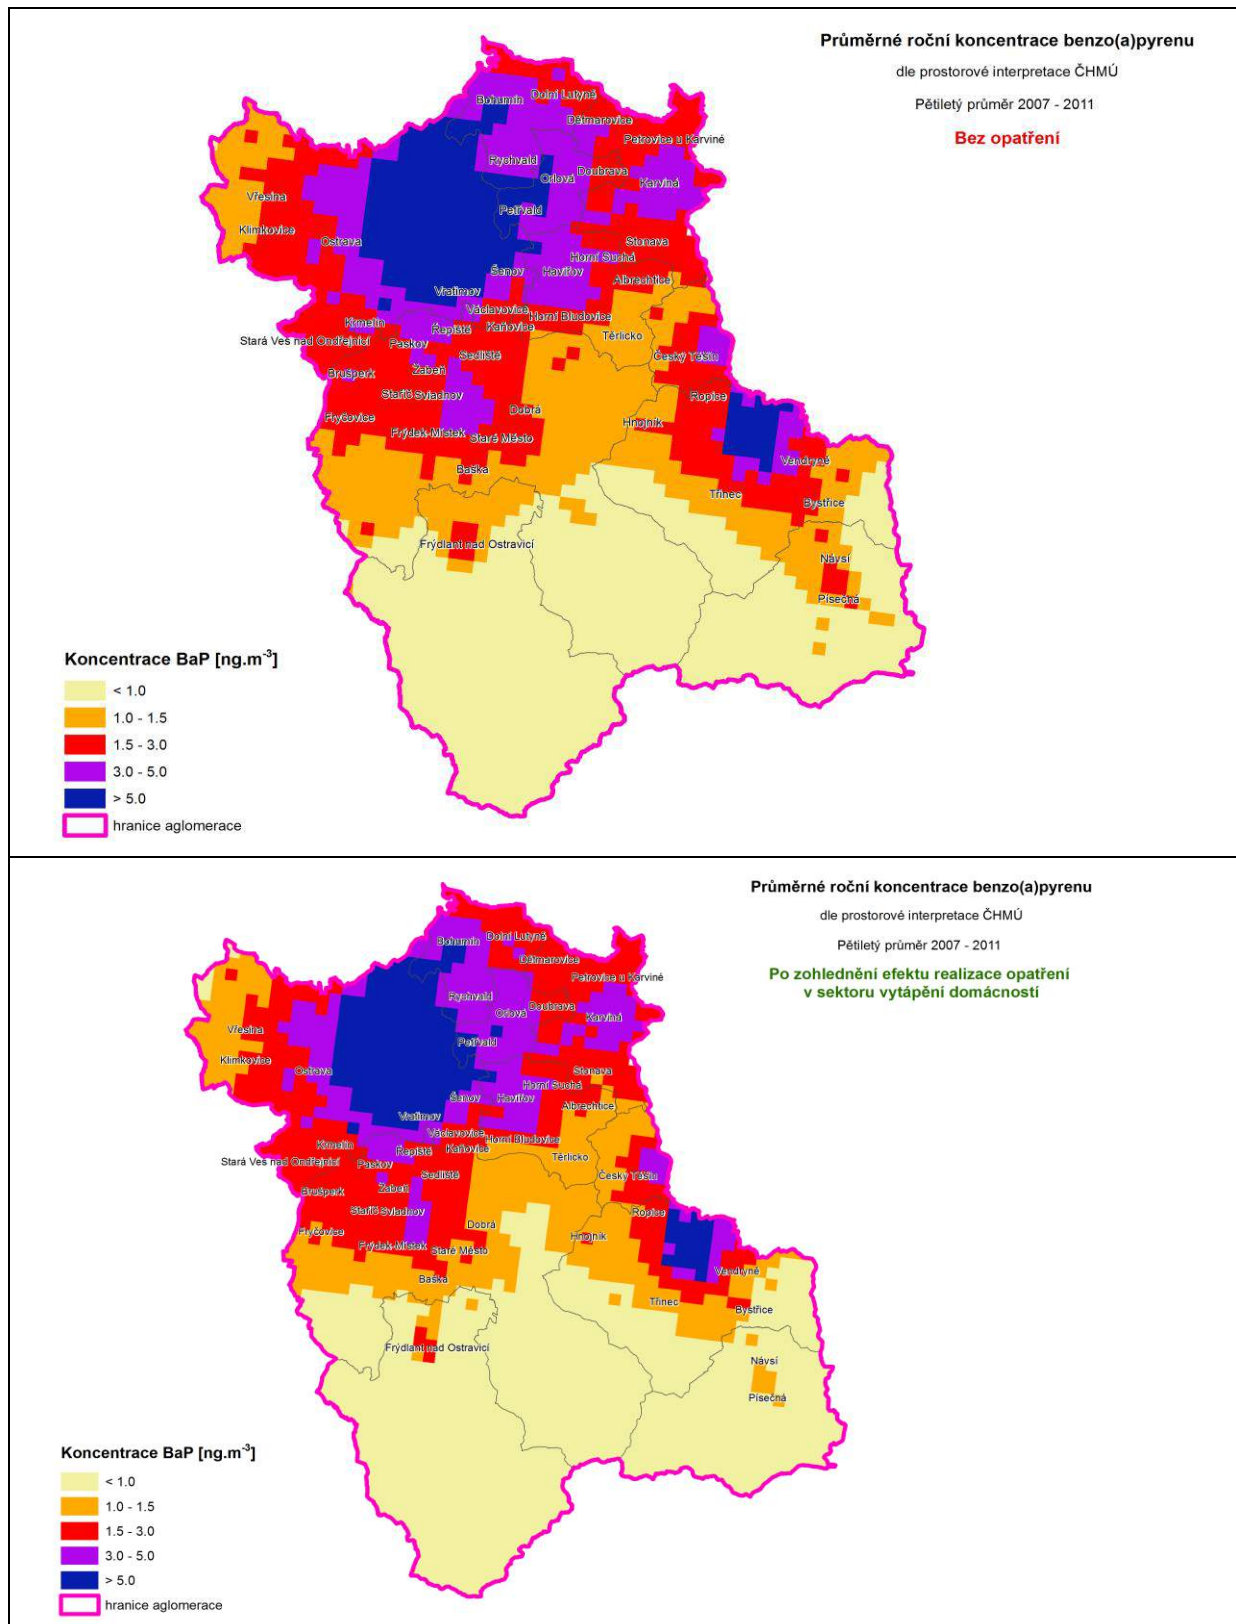 Průměrné roční koncentrace benzo(a)pyrenu
dle prostorové interpretace ČHMÚ
Pětiletý průměr 2007 - 2011
Bez opatření
Bohumín
Dolní Lutyně
Dětmarovice
Petrovice u Karviné
Rychvald
Doubrava
Orlová
Karviná
Vřesina
Petřvald
Klimkovice
Ostrava
Stonava
Horní Suchá
Šenov
Havířov
Albrechtice
Vratimov
Václavovice
Horní Bludovice
Krmelín
Řepiště
Kaňovice
Těrlicko
Stará Ves nad Ondřejnicí
Paskov
Sedliště
Český Těšín
Brušperk
Žabeň
Staříč
Sviadnov
Ropice
Dobrá
Fryčovice
Hnojník
Frýdek-Místek
Staré Město
Vendryně
Baška
Třinec
Bystřice
Frýdlant nad Ostravicí
Návsí
Písečná
Koncentrace BaP [ng.m-3]
< 1.0
1.0 - 1.5
1.5 - 3.0
3.0 - 5.0
> 5.0
hranice aglomerace
Průměrné roční koncentrace benzo(a)pyrenu
dle prostorové interpretace ČHMÚ
Pětiletý průměr 2007 - 2011
Po zohlednění efektu realizace opatření
v sektoru vytápění domácností
Bohumín
Dolní Lutyně
Dětmarovice
Petrovice u Karviné
Rychvald
Doubrava
Orlová
Karviná
Vřesina
Petřvald
Klimkovice
Ostrava
Stonava
Horní Suchá
Šenov
Havířov
Albrechtice
Vratimov
Václavovice
Horní Bludovice
Krmelín
Řepiště
Kaňovice
Těrlicko
Stará Ves nad Ondřejnicí
Paskov
Sedliště
Český Těšín
Brušperk
Žabeň
Staříč
Sviadnov
Ropice
Dobrá
Fryčovice
Hnojník
Frýdek-Místek
Staré Město
Vendryně
Baška
Třinec
Bystřice
Frýdlant nad Ostravicí
Návsí
Písečná
Koncentrace BaP [ng.m-3]
< 1.0
1.0 - 1.5
1.5 - 3.0
3.0 - 5.0
> 5.0
hranice aglomerace